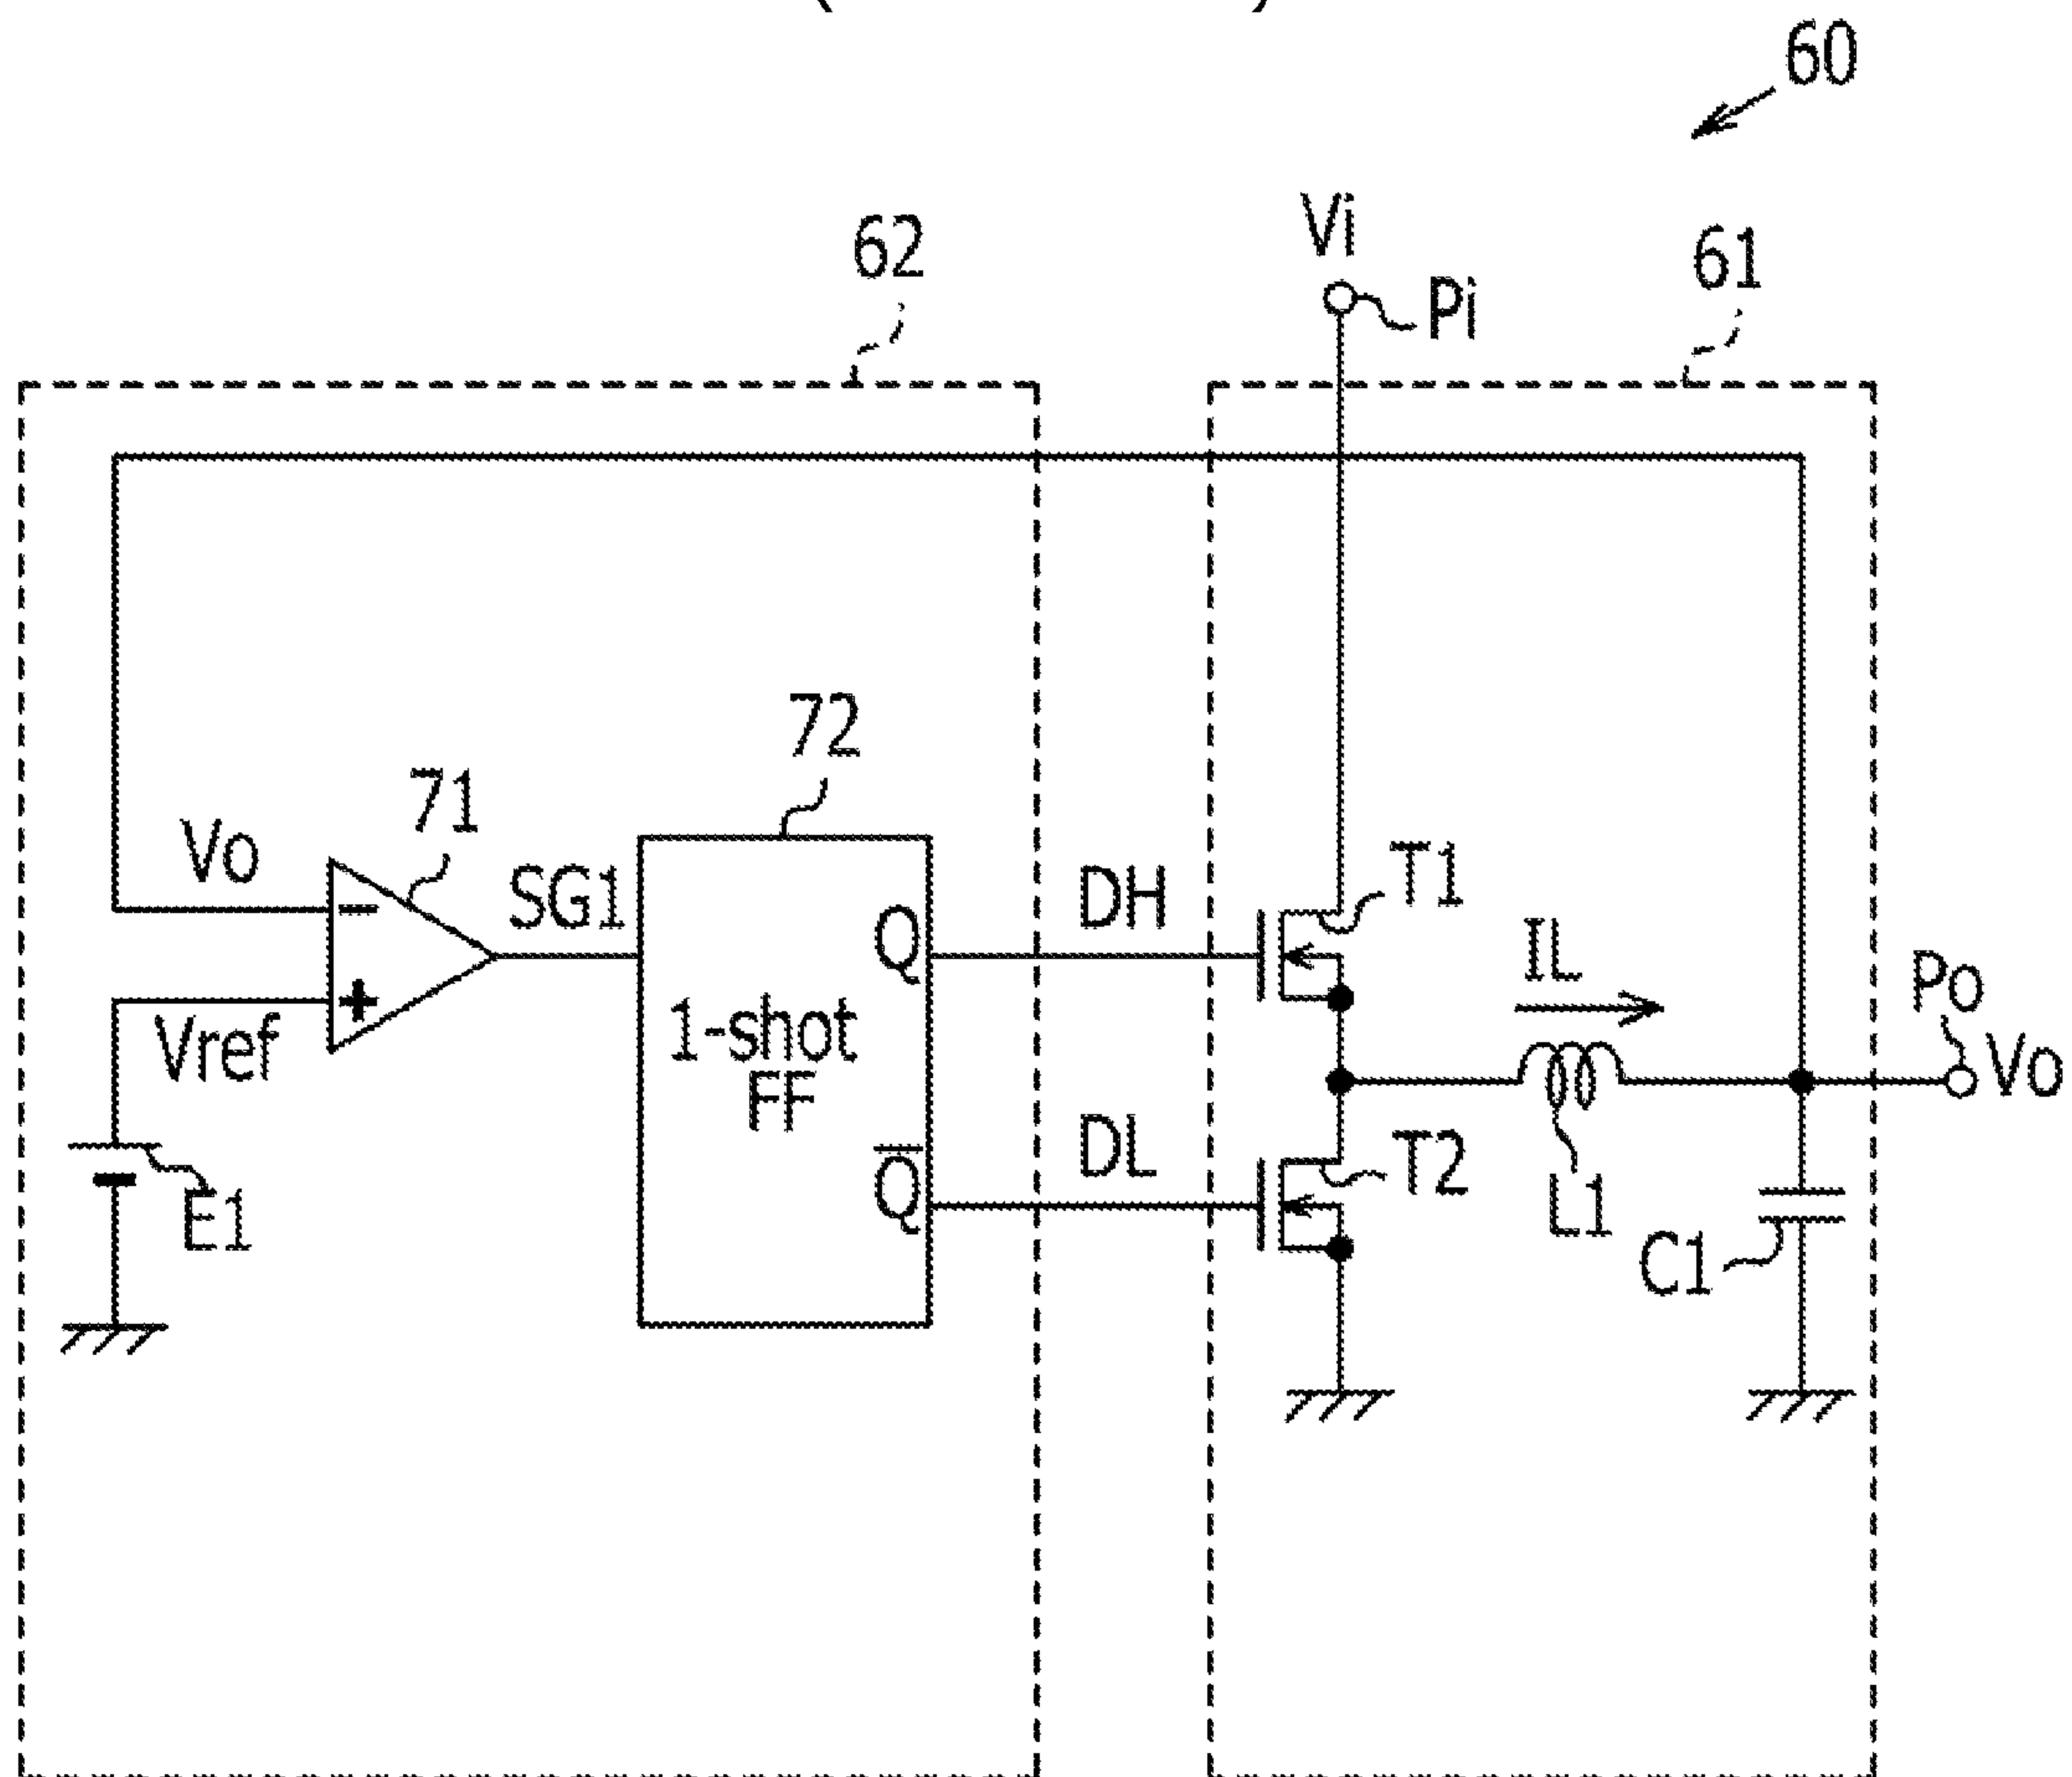 60
Vi
62
61
Pi
72
71
Vo
SG1
Q
DH
T1
IL
Po
−
+
Vref
1-shot
FF
Vo
DL
T2
Q̅
E1
L1
C1